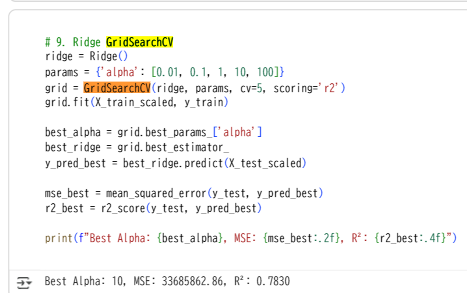 # 9. Ridge GridSearchCV
ridge = Ridge()
params = {'alpha': [0.01, 0.1, 1, 10, 100]}
grid = GridSearchCV(ridge, params, cv=5, scoring='r2')
grid.fit(X_train_scaled, y_train)
best_alpha = grid.best_params_['alpha']
best_ridge = grid.best_estimator_
y_pred_best = best_ridge.predict(X_test_scaled)
mse_best = mean_squared_error(y_test, y_pred_best)
r2_best = r2_score(y_test, y_pred_best)
print(f"Best Alpha: {best_alpha}, MSE: {mse_best:.2f}, R²: {r2_best:.4f}")
Best Alpha: 10, MSE: 33685862.86, R²: 0.7830